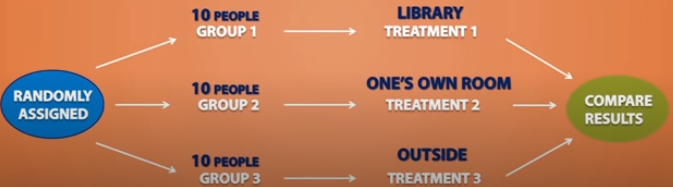 RANDOMLY
ASSIGNED
10 PEOPLE
GROUP 1
LIBRARY
TREATMENT 1
10 PEOPLE
GROUP 2
ONE'S OWN ROOM
TREATMENT 2
10 PEOPLE
GROUP 3
OUTSIDE
TREATMENT 3
COMPARE
RESULTS